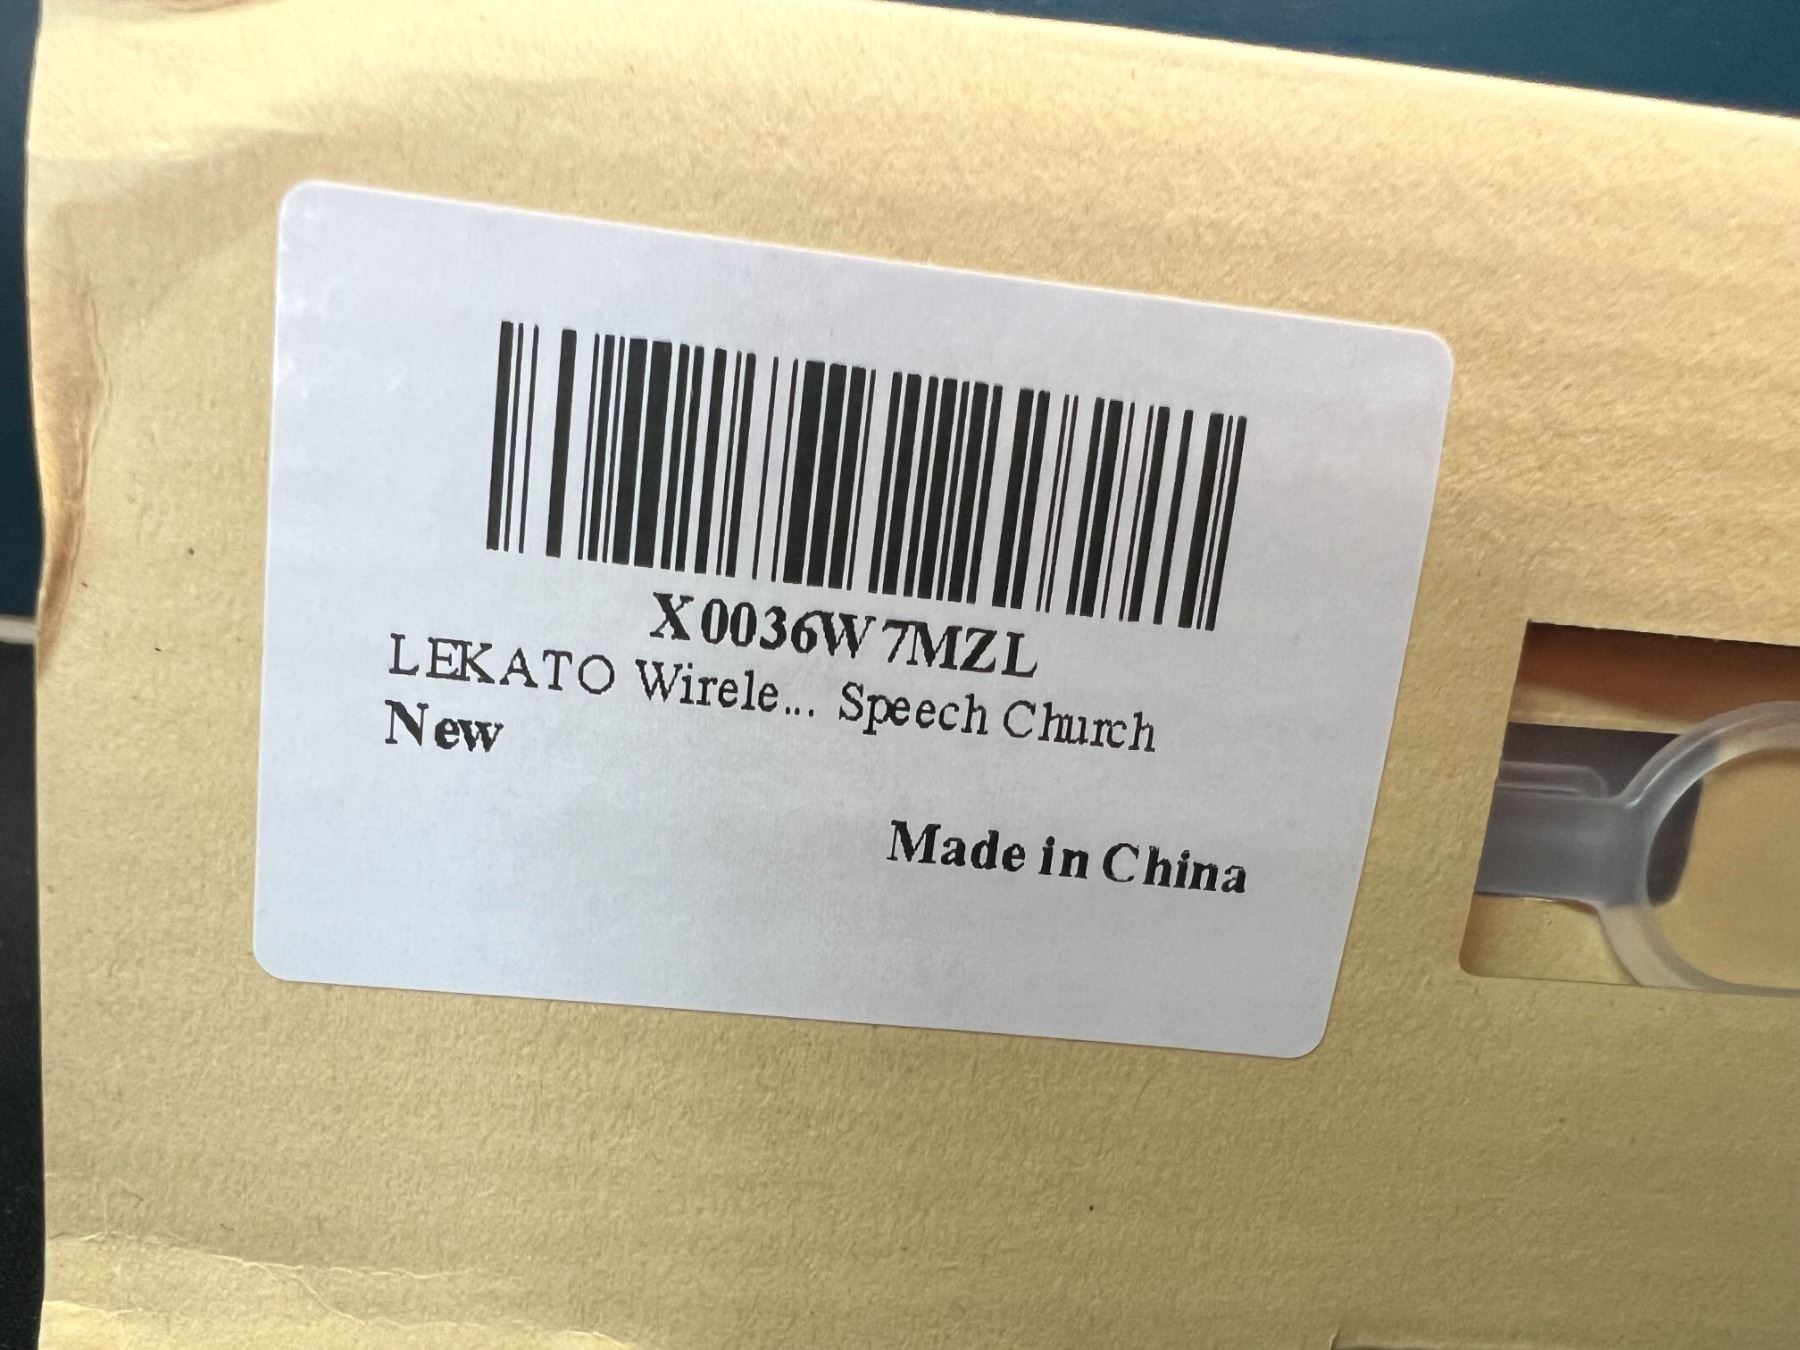 X0036W7MZL
LEKATO Wirele... Speech Church
New
Made in China